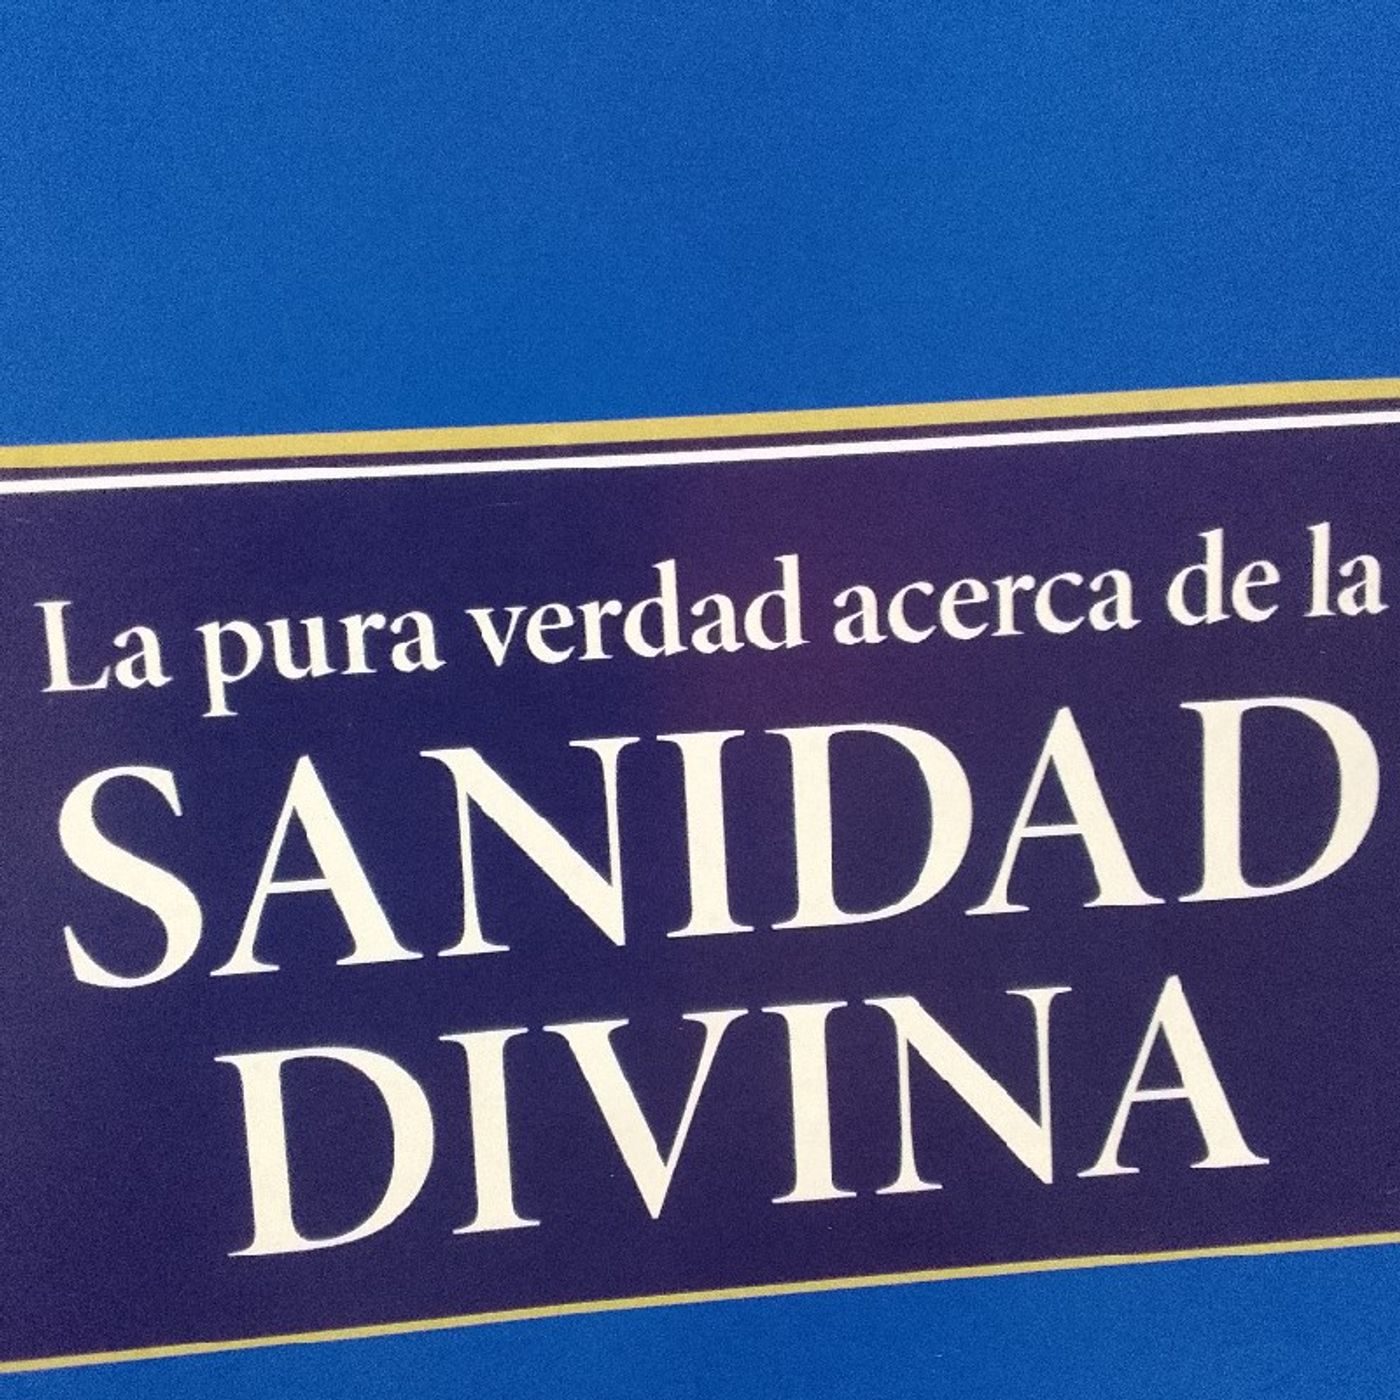 La pura verdad acerca de la
SANIDAD
DIVINA